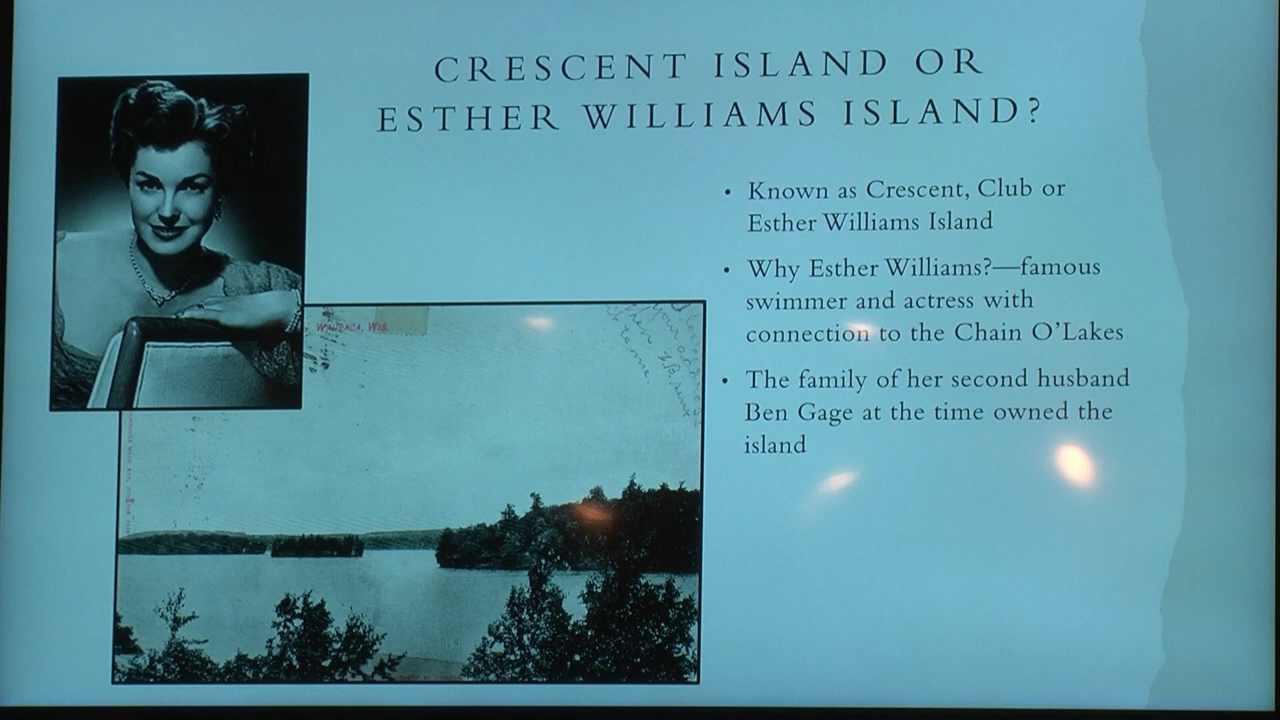 CRESCENT ISLAND OR
ESTHER WILLIAMS ISLAND?
• Known as Crescent, Club or
Esther Williams Island
• Why Esther Williams?—famous
swimmer and actress with
connection to the Chain O'Lakes
• The family of her second husband
Ben Gage at the time owned the
island
WAUPACA, WIS.